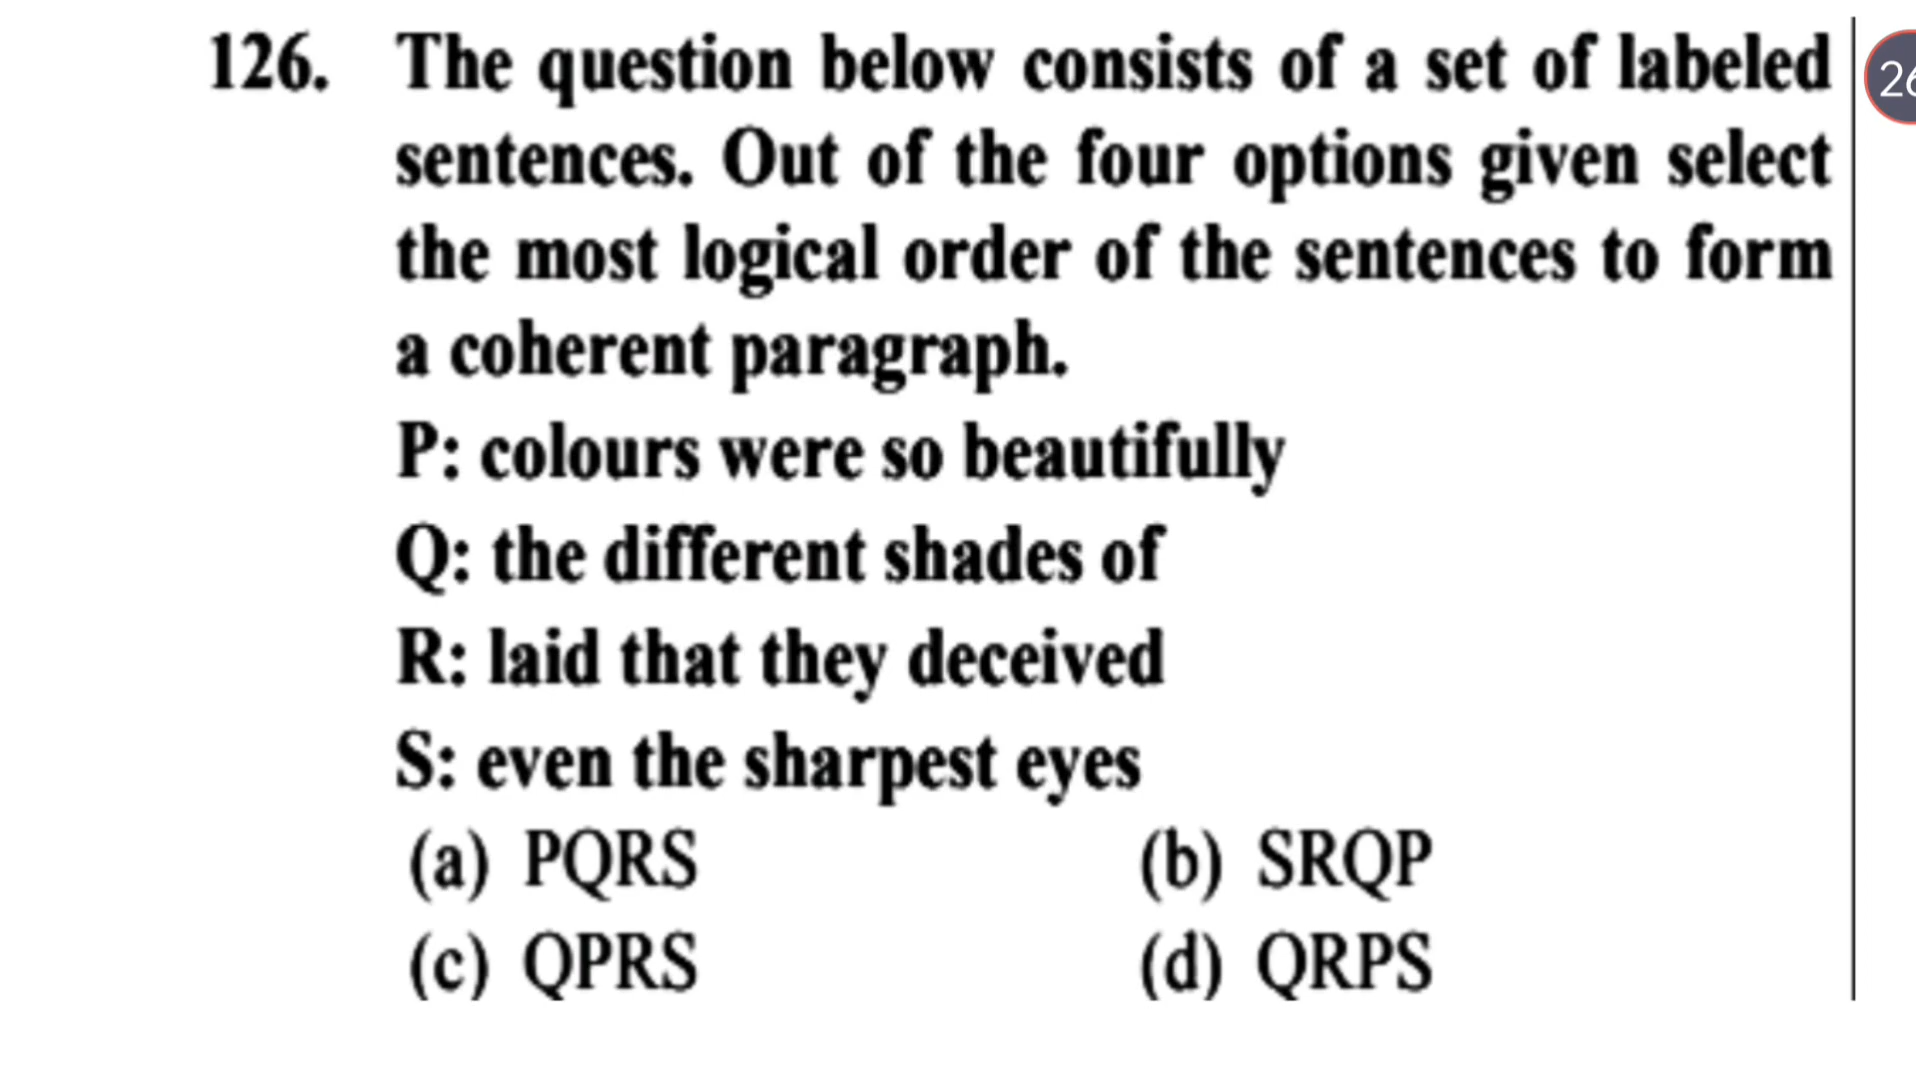 126. The question below consists of a set of labeled
sentences. Out of the four options given select
the most logical order of the sentences to form
a coherent paragraph.
P: colours were so beautifully
Q: the different shades of
R: laid that they deceived
S: even the sharpest eyes
(a) PQRS (b) SRQP
(c) QPRS (d) QRPS